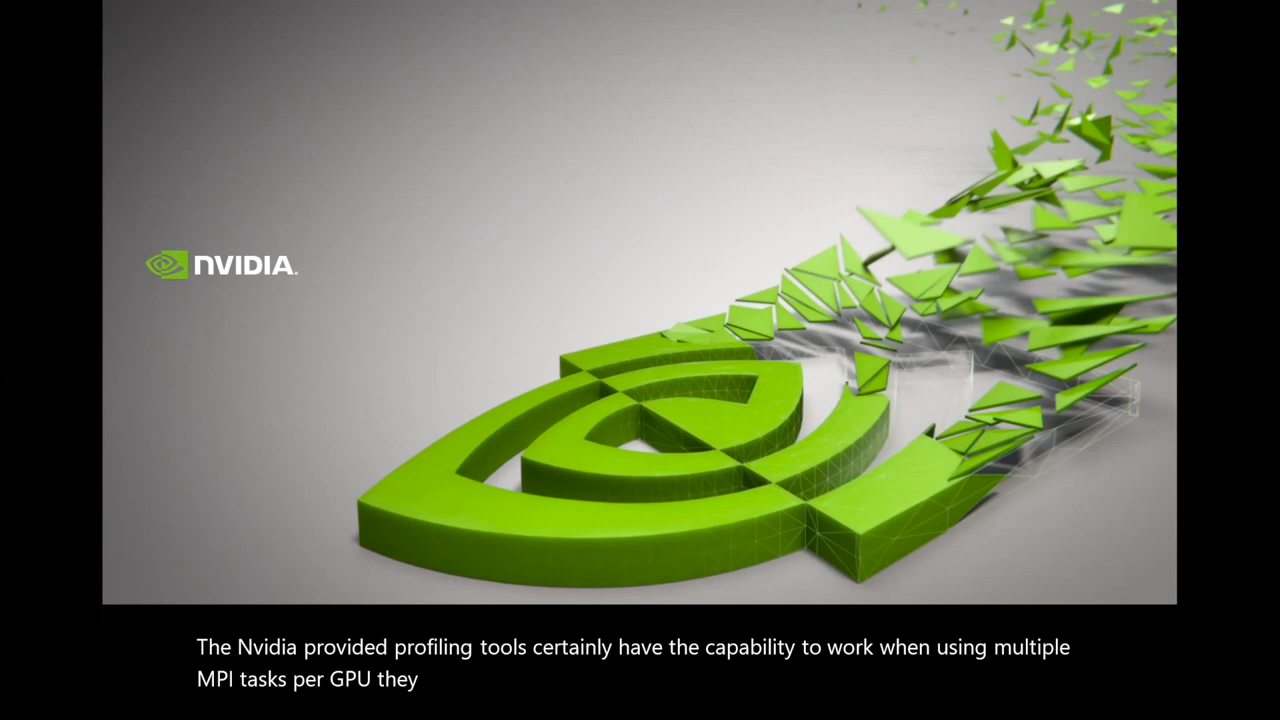 NVIDIA.
The Nvidia provided profiling tools certainly have the capability to work when using multiple
MPI tasks per GPU they